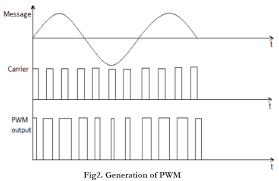 Message
t
Carrier
t
PWM
output
t
Fig2. Generation of PWM